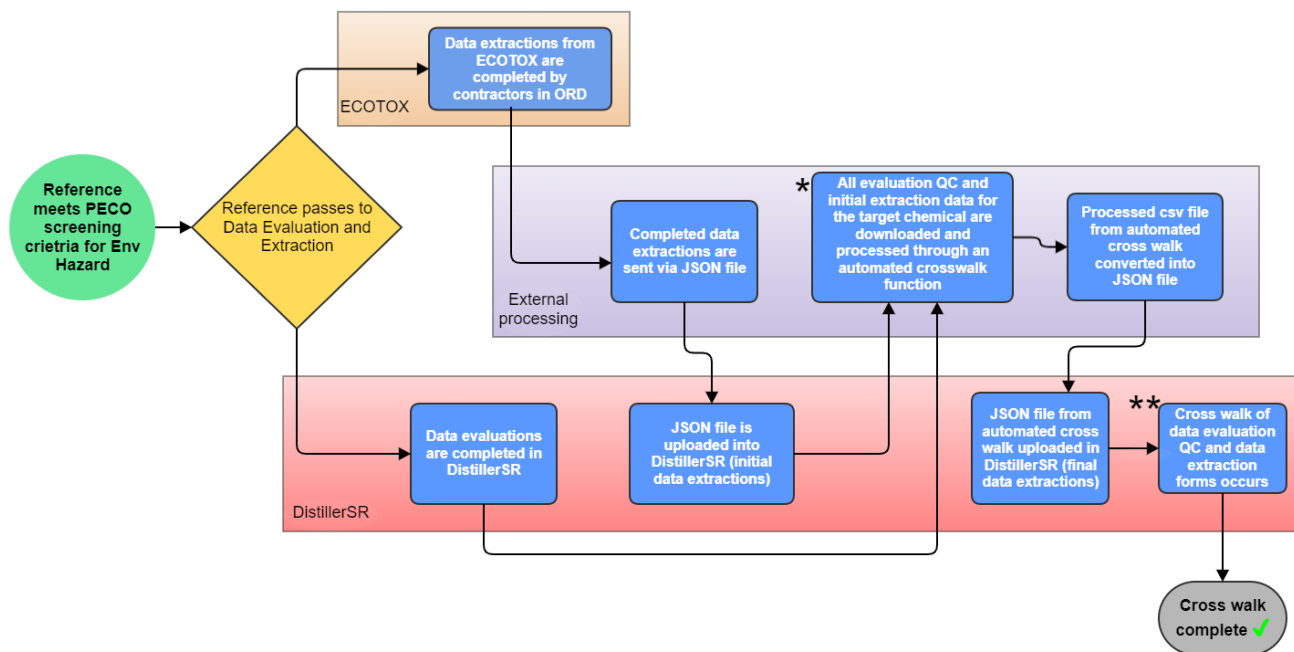 Data extractions from
ECOTOX are
completed by
contractors in ORD
ECOTOX
Reference
meets PECO
screening
crietria for Env
Hazard
Reference passes to
Data Evaluation and
Extraction
Completed data
extractions are
sent via JSON file
*
All evaluation QC and
initial extraction data for
the target chemical are
downloaded and
processed through an
automated crosswalk
function
Processed csv file
from automated
cross walk
converted into
JSON file
External
processing
Data evaluations
are completed in
DistillerSR
JSON file is
uploaded into
DistillerSR (initial
data extractions)
JSON file from
automated cross
walk uploaded in
DistillerSR (final
data extractions)
**
Cross walk of
data evaluation
QC and data
extraction
forms occurs
DistillerSR
Cross walk
complete ✓